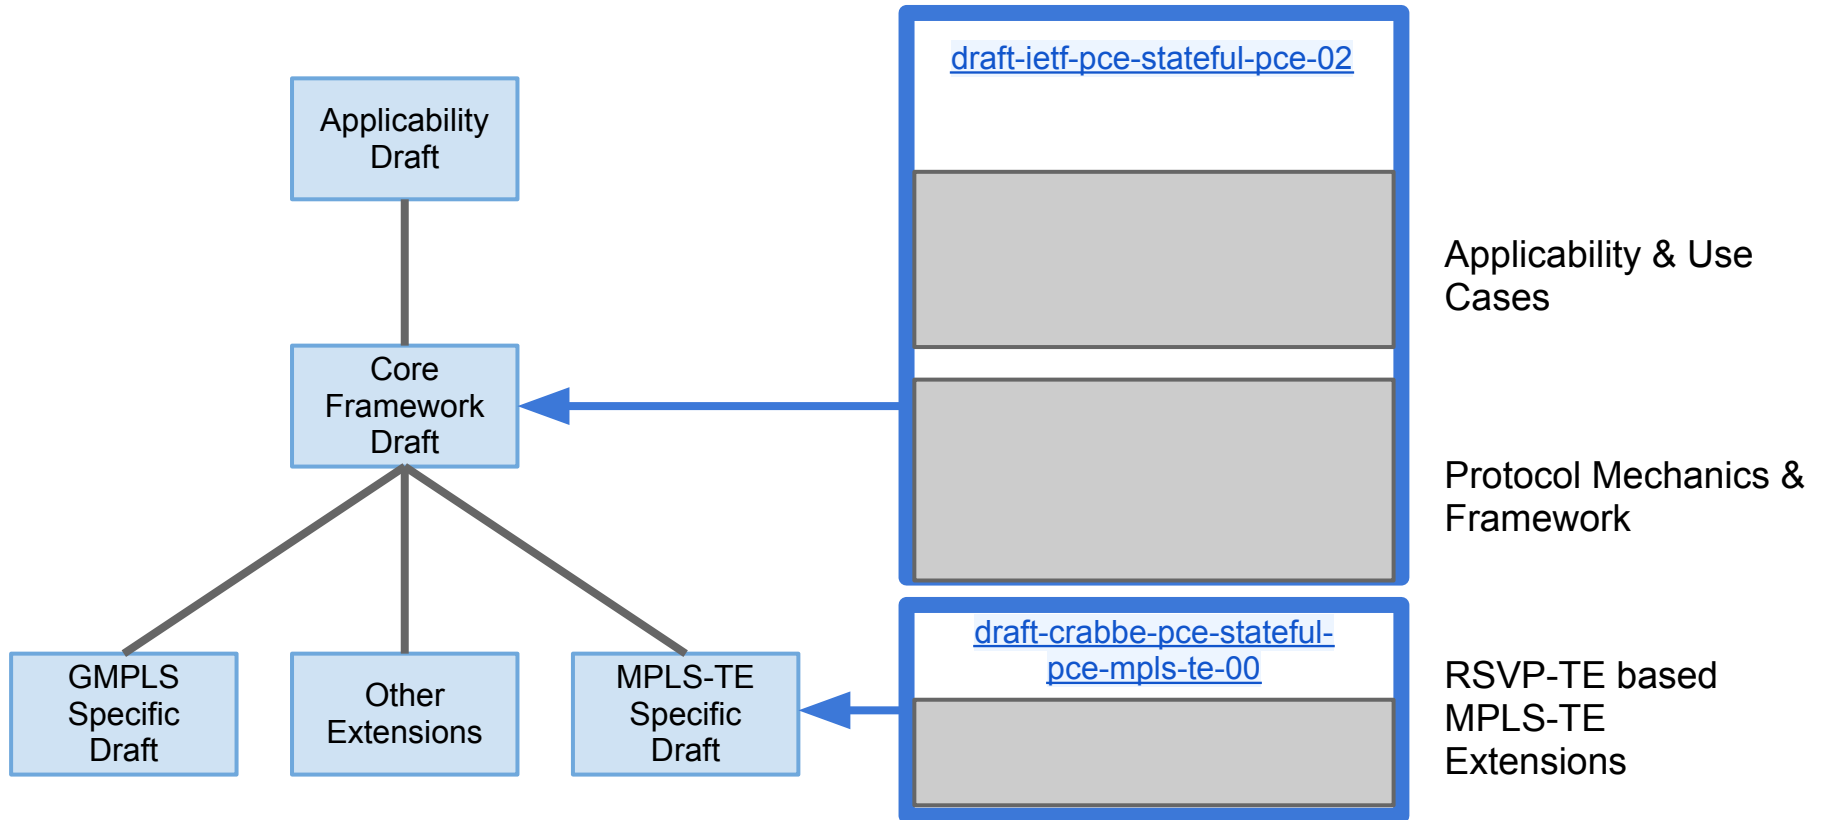 Applicability
Draft
Core
Framework
Draft
GMPLS
Specific
Draft
Other
Extensions
MPLS-TE
Specific
Draft
draft-ietf-pce-stateful-pce-02
Applicability & Use
Cases
Protocol Mechanics &
Framework
draft-crabbe-pce-stateful-
pce-mpls-te-00
RSVP-TE based
MPLS-TE
Extensions